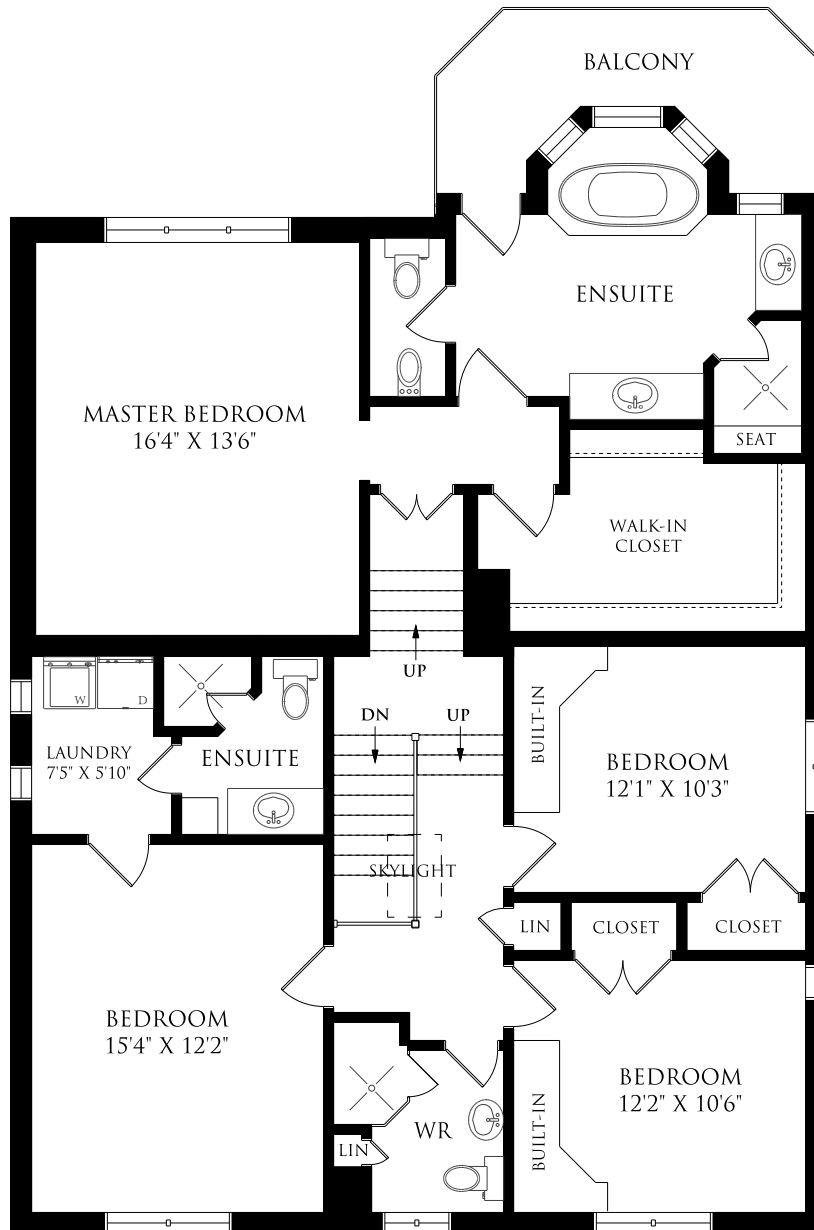 BALCONY
ENSUITE
MASTER BEDROOM
16'4" X 13'6"
SEAT
WALK-IN
CLOSET
UP
DN
UP
W
D
LAUNDRY
7'5" X 5'10"
ENSUITE
BUILT-IN
BEDROOM
12'1" X 10'3"
SKYLIGHT
LIN
CLOSET
CLOSET
BEDROOM
15'4" X 12'2"
BEDROOM
12'2" X 10'6"
BUILT-IN
WR
LIN